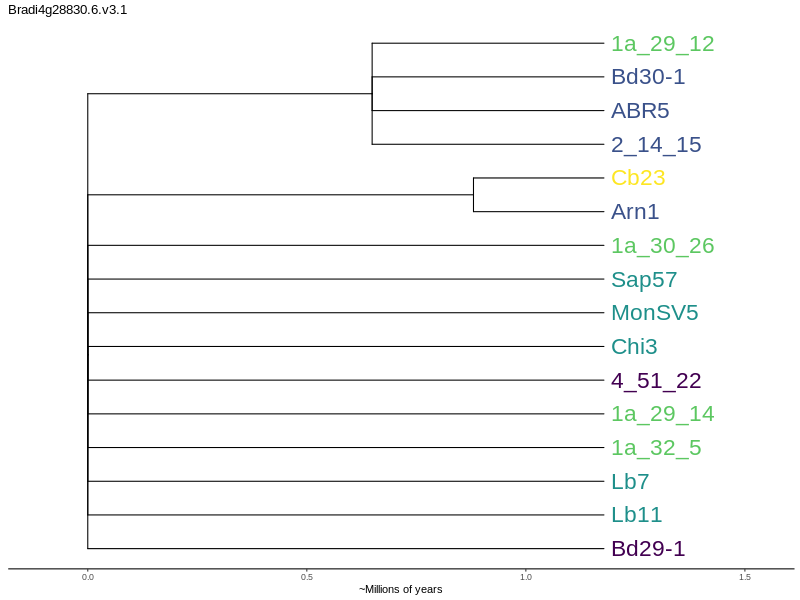 Bradi4g28830.6.v3.1
1a_29_12
Bd30-1
ABR5
2_14_15
Cb23
Arn1
1a_30_26
Sap57
MonSV5
Chi3
4_51_22
1a_29_14
1a_32_5
Lb7
Lb11
Bd29-1
0.0 0.5 1.0 1.5
~Millions of years